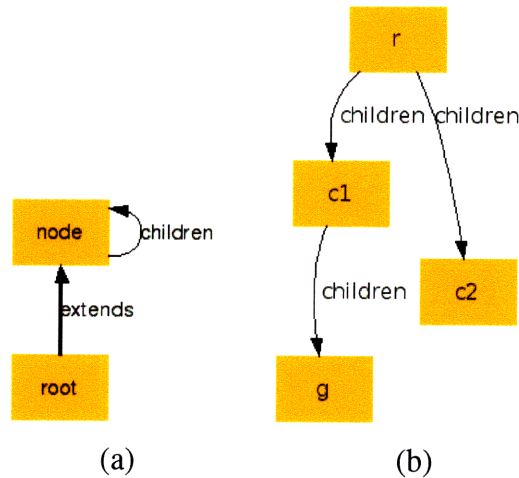 node
children
extends
root
(a)
r
children children
c1
children
c2
g
(b)